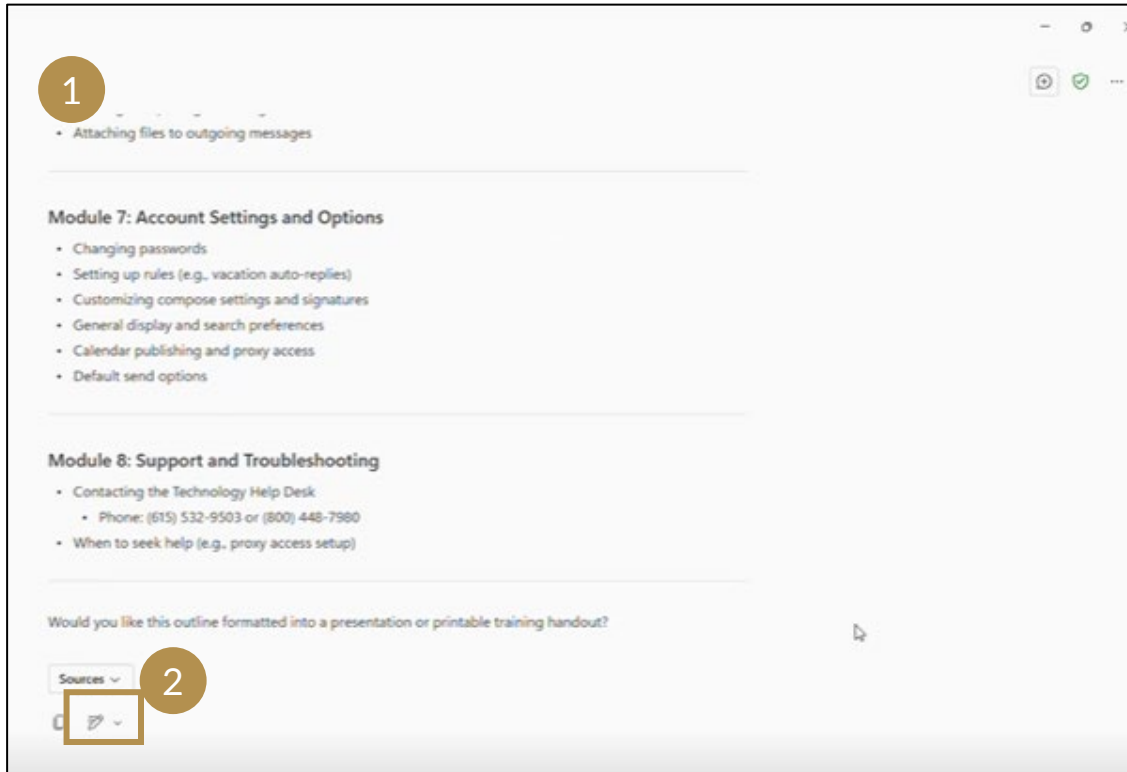 1
• Attaching files to outgoing messages
Module 7: Account Settings and Options
• Changing passwords
• Setting up rules (e.g., vacation auto-replies)
• Customizing compose settings and signatures
• General display and search preferences
• Calendar publishing and proxy access
• Default send options
Module 8: Support and Troubleshooting
• Contacting the Technology Help Desk
• Phone: (615) 532-9503 or (800) 448-7980
• When to seek help (e.g., proxy access setup)
Would you like this outline formatted into a presentation or printable training handout?
Sources
2